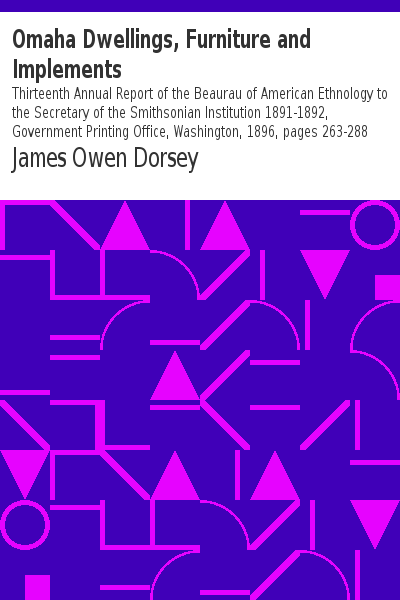 Omaha Dwellings, Furniture and
Implements
Thirteenth Annual Report of the Beaurau of American Ethnology to
the Secretary of the Smithsonian Institution 1891-1892,
Government Printing Office, Washington, 1896, pages 263-288
James Owen Dorsey